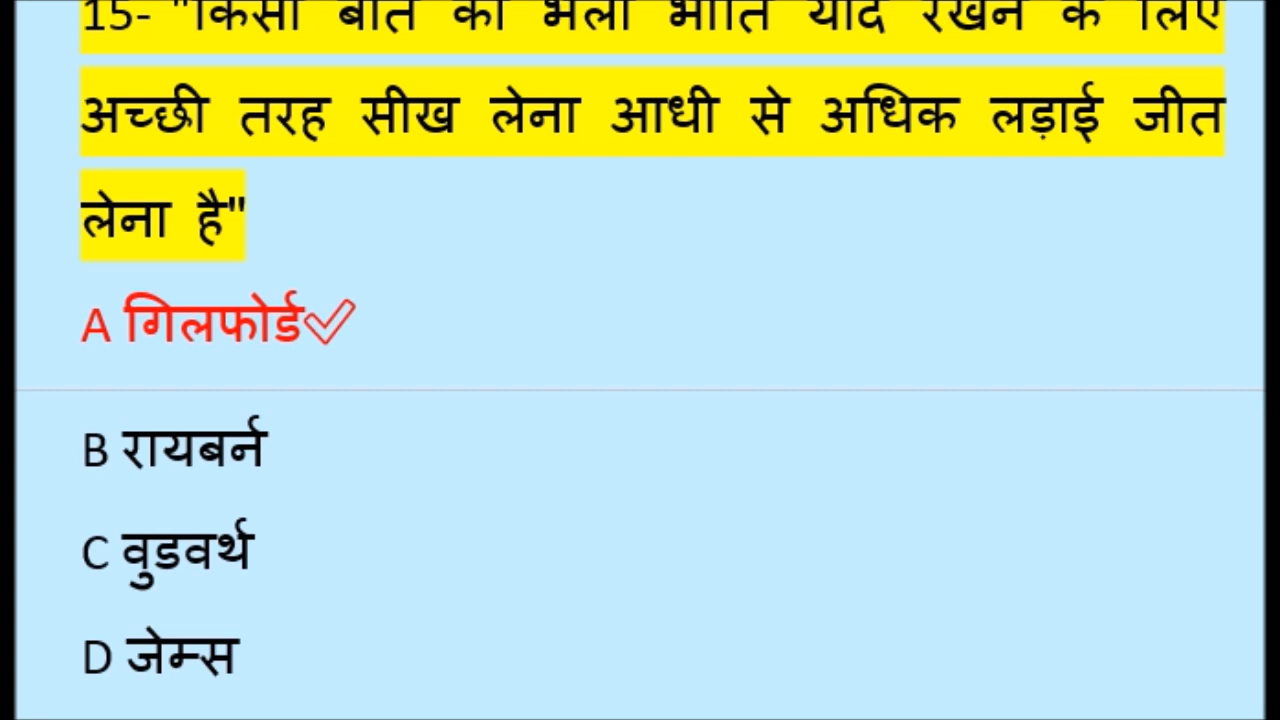 15- "किसी बात को भली भाँति याद रखने के लिए
अच्छी तरह सीख लेना आधी से अधिक लड़ाई जीत
लेना है"
A गिलफोर्ड✓
B रायबर्न
C वुडवर्थ
D जेम्स